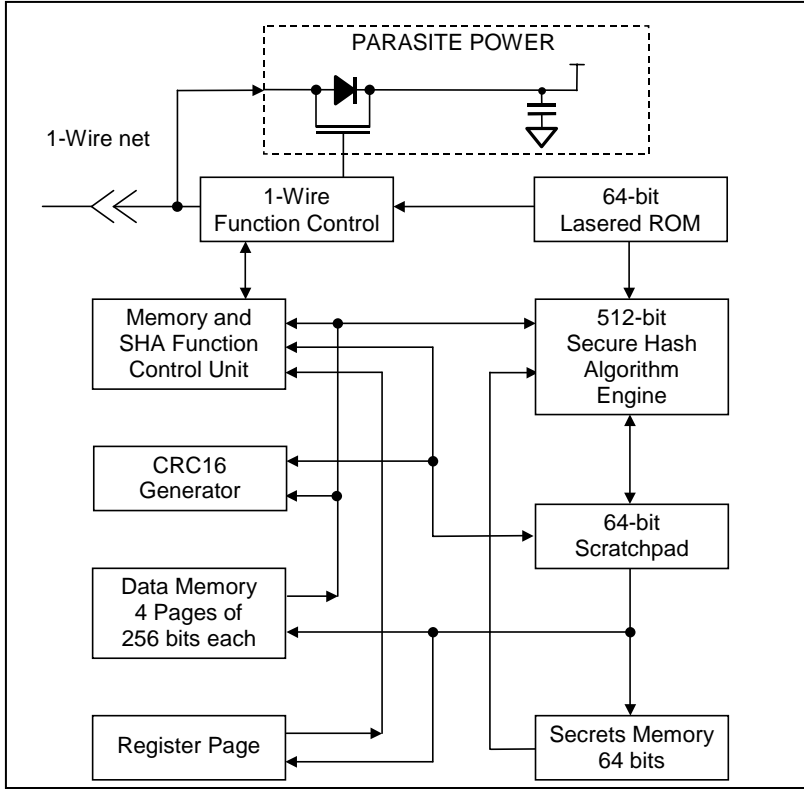 PARASITE POWER
1-Wire net
1-Wire
Function Control
64-bit
Lasered ROM
Memory and
SHA Function
Control Unit
512-bit
Secure Hash
Algorithm
Engine
CRC16
Generator
64-bit
Scratchpad
Data Memory
4 Pages of
256 bits each
Register Page
Secrets Memory
64 bits